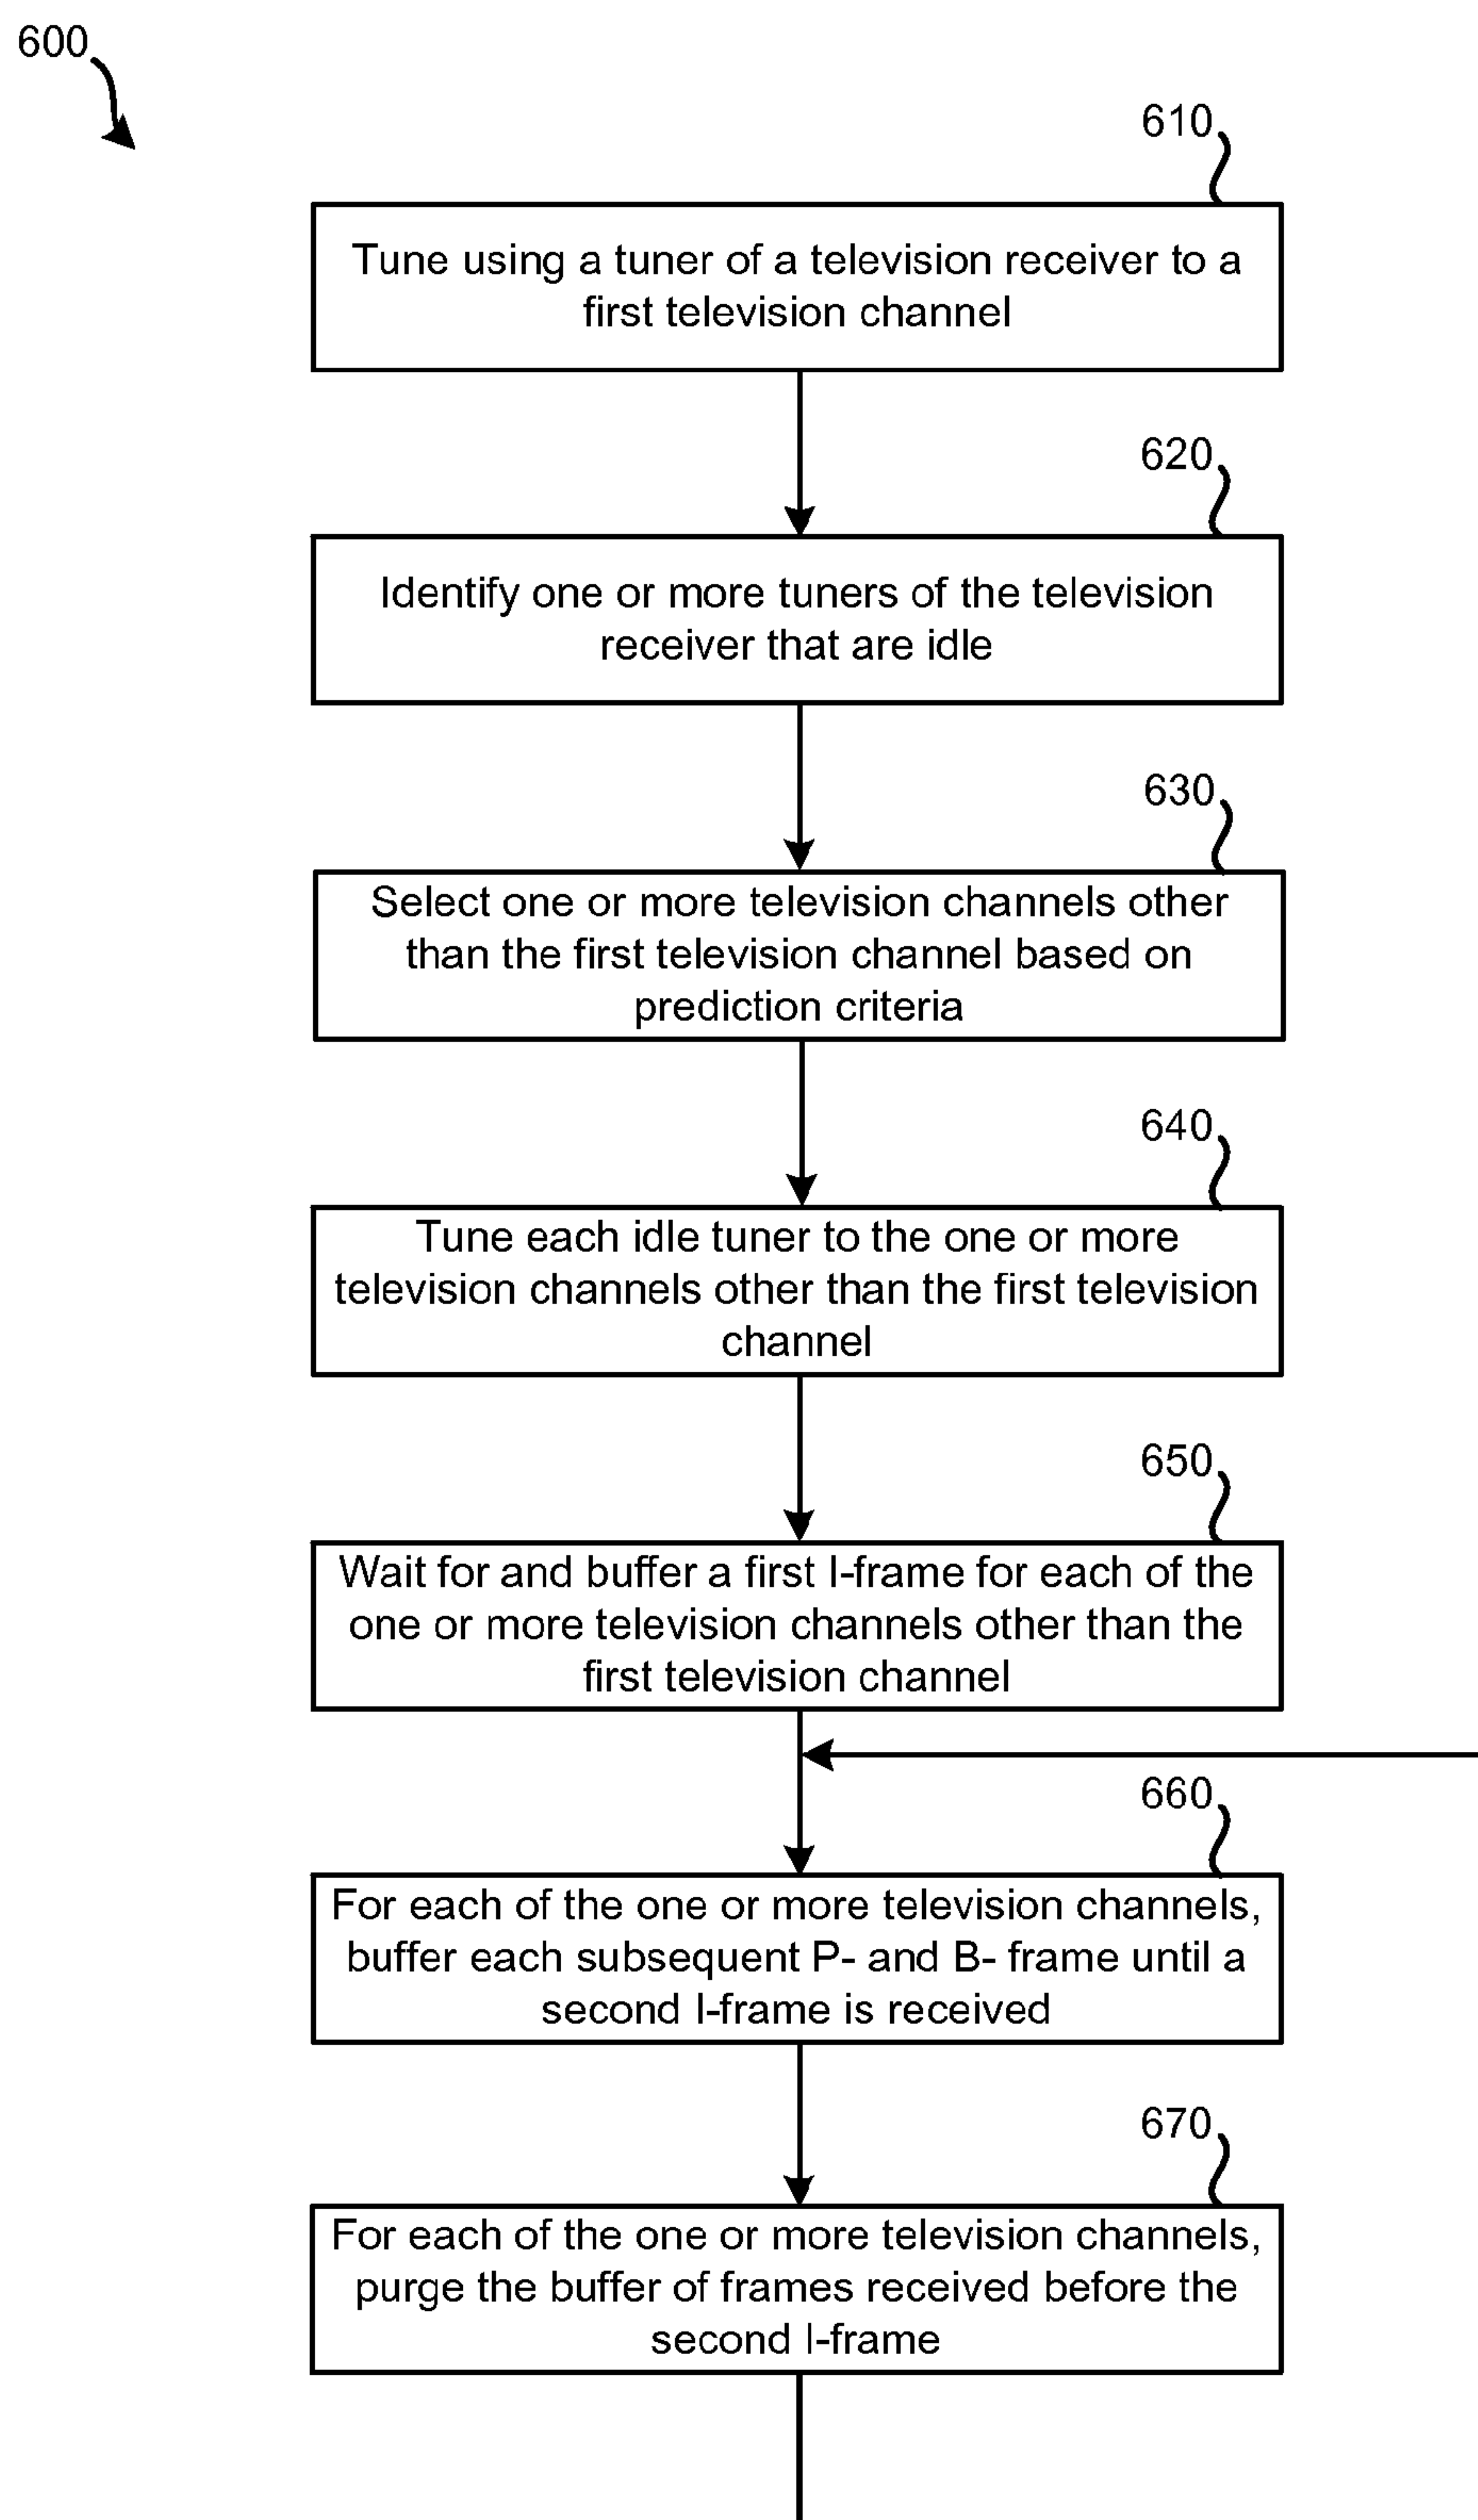 600
610
Tune using a tuner of a television receiver to a
first television channel
620
Identify one or more tuners of the television
receiver that are idle
630
Select one or more television channels other
than the first television channel based on
prediction criteria
640
Tune each idle tuner to the one or more
television channels other than the first television
channel
650
Wait for and buffer a first I-frame for each of the
one or more television channels other than the
first television channel
660
For each of the one or more television channels,
buffer each subsequent P- and B- frame until a
second I-frame is received
670
For each of the one or more television channels,
purge the buffer of frames received before the
second I-frame